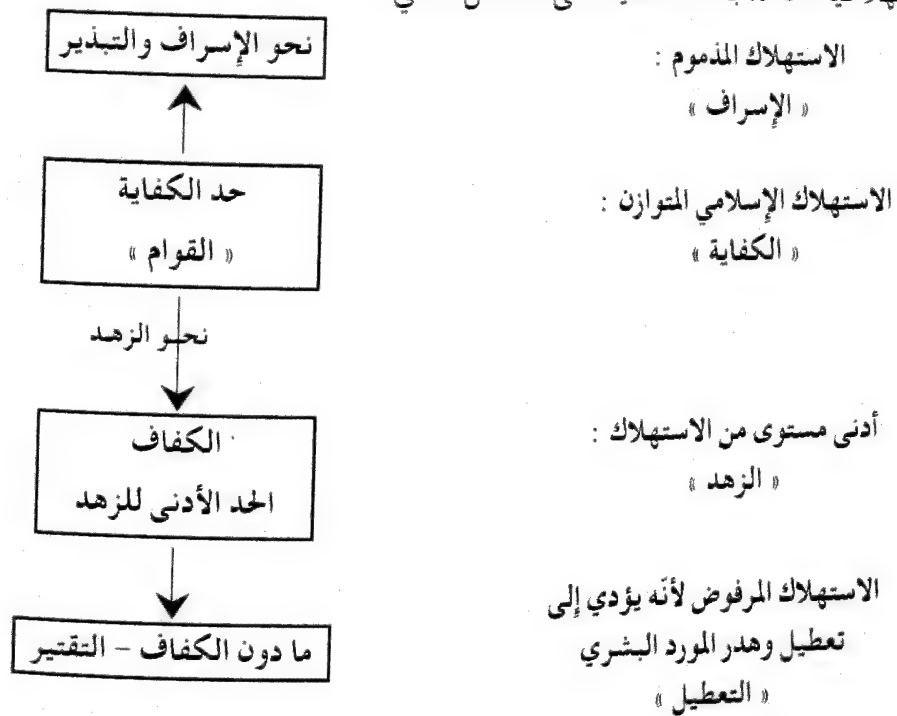 الاستهلاك المذموم :
« الإسراف »
نحو الإسراف والتبذير
الاستهلاك الإسلامي المتوازن :
« الكفاية »
حد الكفاية
« القوام »
نحو الزهد
أدنى مستوى من الاستهلاك :
« الزهد »
الكفاف
الحد الأدنى للزهد
الاستهلاك المرفوض لأنّه يؤدي إلى
تعطيل وهدر المورد البشري
« التعطيل »
ما دون الكفاف – التقتير